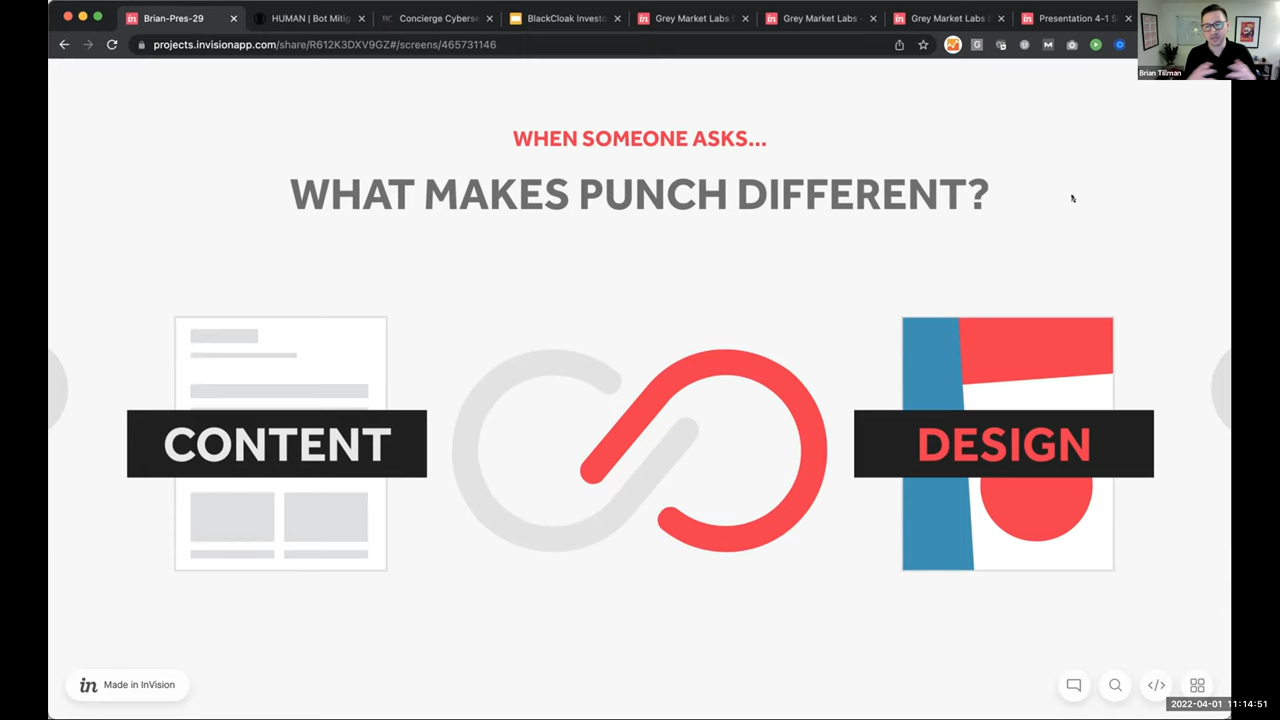 Brian-Pres-29
HUMAN | Bot Mitig
Concierge Cyberse
BlackCloak Investo
Grey Market Labs
Grey Market Labs
Grey Market Labs
Presentation 4-1 S
projects.invisionapp.com/share/R612K3DXV9GZ#/screens/465731146
Brian Tillman
WHEN SOMEONE ASKS...
WHAT MAKES PUNCH DIFFERENT?
CONTENT
DESIGN
in Made in InVision
2022-04-01 11:14:51